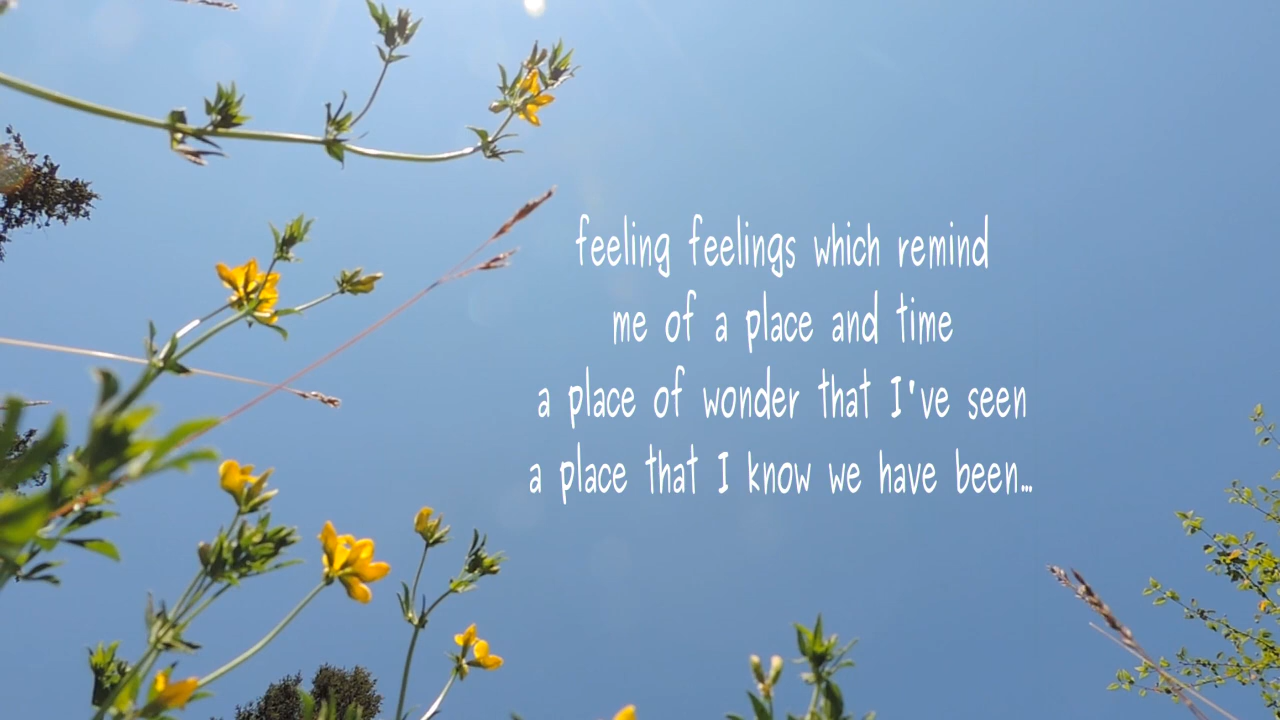 feeling feelings which remind
me of a place and time
a place of wonder that I've seen
a place that I know we have been...